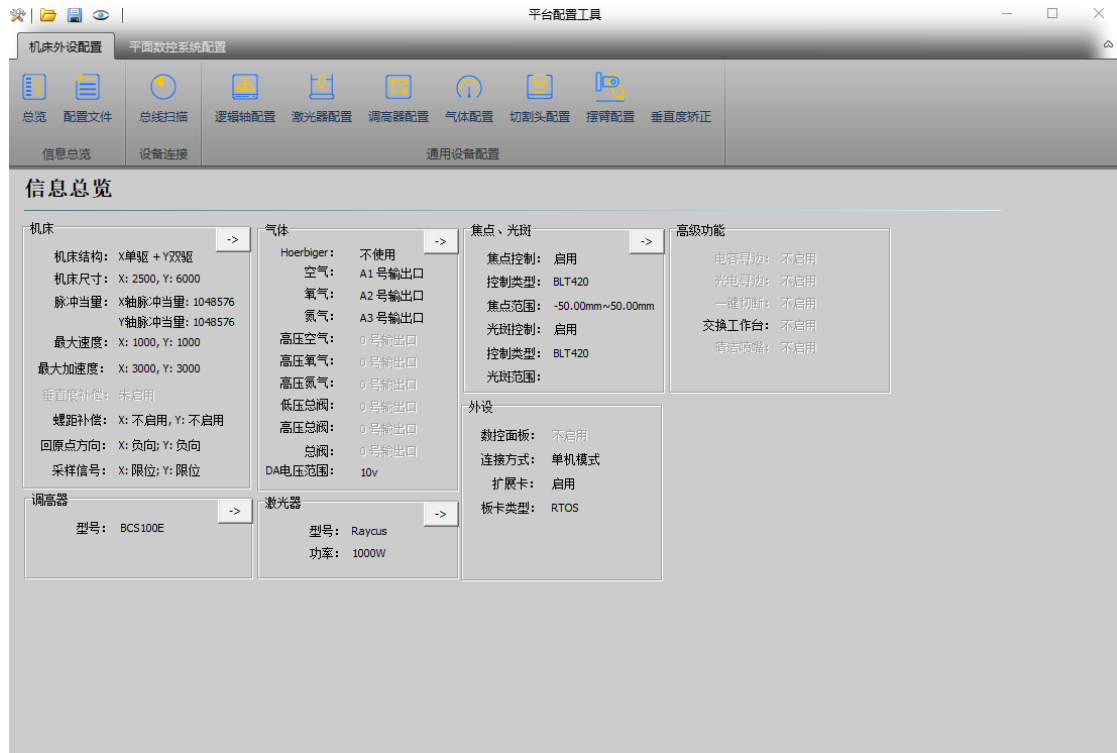 平台配置工具
机床外设配置 平面数控系统配置
总览 配置文件 总线扫描 逻辑轴配置 激光器配置 调高器配置 气体配置 切割头配置 摆臂配置 垂直度矫正
信息总览 设备连接 通用设备配置
信息总览
机床
->
机床结构: X单驱 + Y双驱
机床尺寸: X: 2500, Y: 6000
脉冲当量: X轴脉冲当量: 1048576
Y轴脉冲当量: 1048576
最大速度: X: 1000, Y: 1000
最大加速度: X: 3000, Y: 3000
垂直度补偿: 未启用
螺距补偿: X: 不启用, Y: 不启用
回原点方向: X: 负向; Y: 负向
采样信号: X: 限位; Y: 限位
调高器
->
型号: BCS100E
气体
->
Hoerbiger: 不使用
空气: A1 号输出口
氧气: A2 号输出口
氮气: A3 号输出口
高压空气: 0 号输出口
高压氧气: 0 号输出口
高压氮气: 0 号输出口
低压总阀: 0 号输出口
高压总阀: 0 号输出口
总阀: 0 号输出口
DA电压范围: 10v
激光器
->
型号: Raycus
功率: 1000W
焦点、光斑
->
焦点控制: 启用
控制类型: BLT420
焦点范围: -50.00mm~50.00mm
光斑控制: 启用
控制类型: BLT420
光斑范围:
外设
数控面板: 不启用
连接方式: 单机模式
扩展卡: 启用
板卡类型: RTOS
高级功能
电容寻边: 不启用
光电寻边: 不启用
一键切断: 不启用
交换工作台: 不启用
清洁喷嘴: 不启用